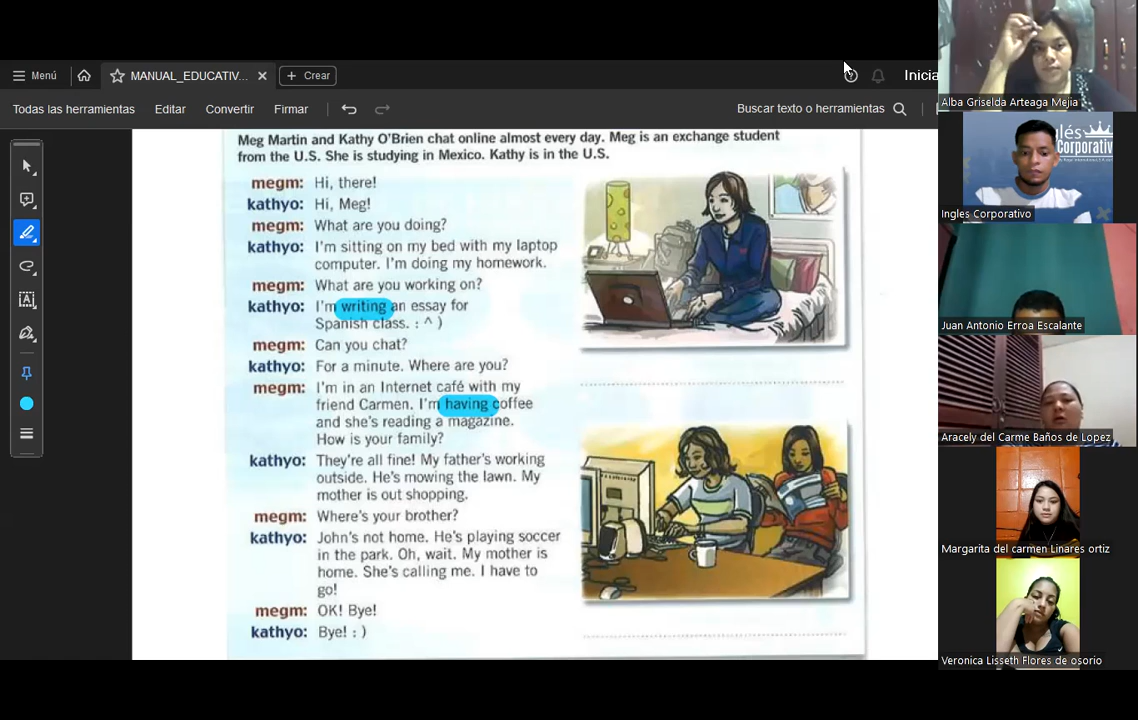 Menú
MANUAL_EDUCATIV...
Crear
Inicia
Todas las herramientas
Editar
Convertir
Firmar
Buscar texto o herramientas
Meg Martin and Kathy O'Brien chat online almost every day. Meg is an exchange student
from the U.S. She is studying in Mexico. Kathy is in the U.S.
megm: Hi, there!
kathyo: Hi, Meg!
megm: What are you doing?
kathyo: I'm sitting on my bed with my laptop
computer. I'm doing my homework.
megm: What are you working on?
kathyo: I'm writing an essay for
Spanish class. : ^ )
megm: Can you chat?
kathyo: For a minute. Where are you?
megm: I'm in an Internet café with my
friend Carmen. I'm having coffee
and she's reading a magazine.
How is your family?
kathyo: They're all fine! My father's working
outside. He's mowing the lawn. My
mother is out shopping.
megm: Where's your brother?
kathyo: John's not home. He's playing soccer
in the park. Oh, wait. My mother is
home. She's calling me. I have to
go!
megm: OK! Bye!
kathyo: Bye! : )
Alba Griselda Arteaga Mejia
Ingles Corporativo
Juan Antonio Erroa Escalante
Aracely del Carme Baños de Lopez
Margarita del carmen Linares ortiz
Veronica Lisseth Flores de osorio